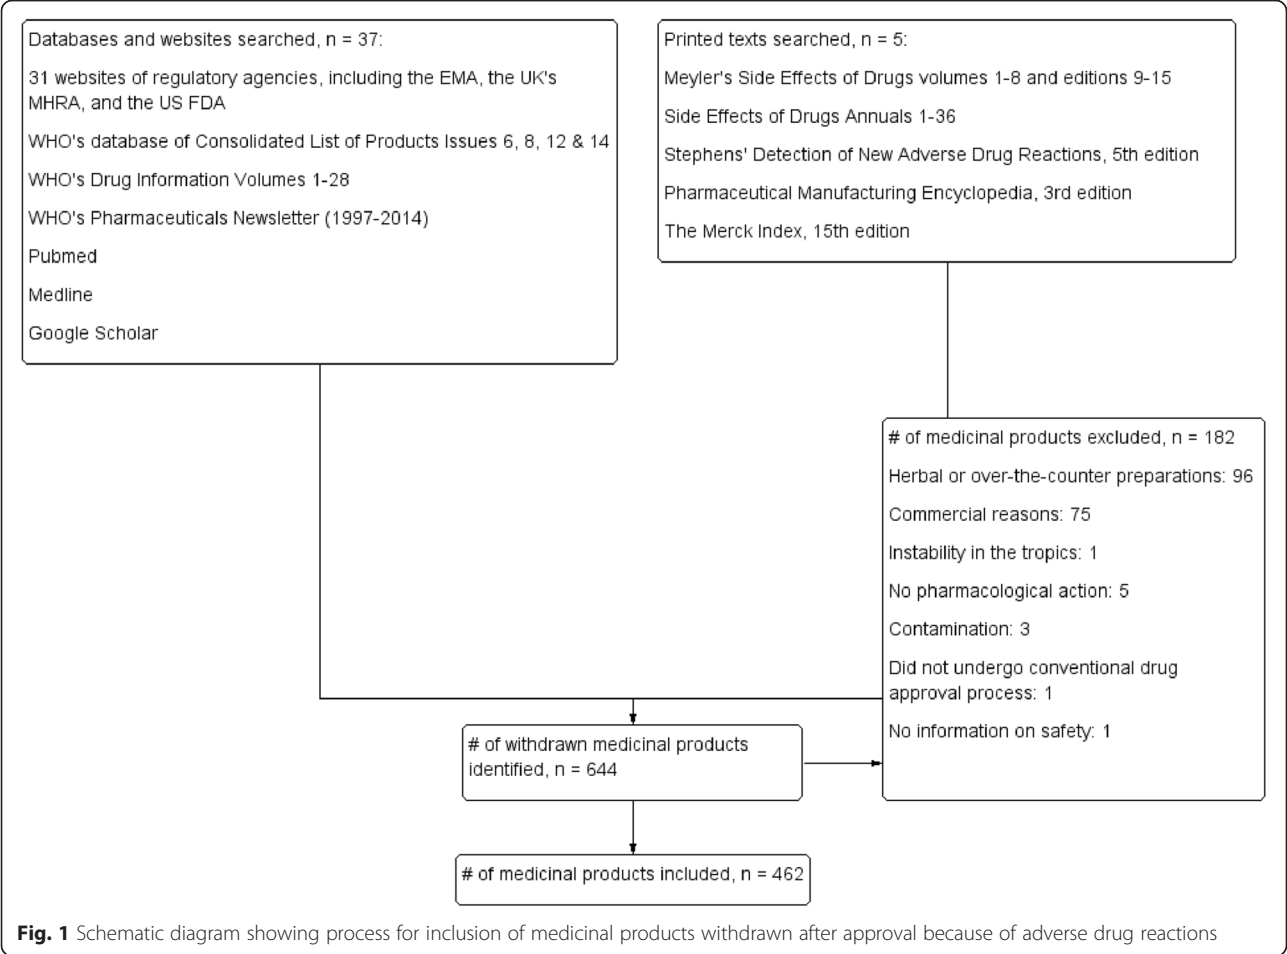 Databases and websites searched, n = 37:
31 websites of regulatory agencies, including the EMA, the UK's
MHRA, and the US FDA
WHO's database of Consolidated List of Products Issues 6, 8, 12 & 14
WHO's Drug Information Volumes 1-28
WHO's Pharmaceuticals Newsletter (1997-2014)
Pubmed
Medline
Google Scholar
Printed texts searched, n = 5:
Meyler's Side Effects of Drugs volumes 1-8 and editions 9-15
Side Effects of Drugs Annuals 1-36
Stephens' Detection of New Adverse Drug Reactions, 5th edition
Pharmaceutical Manufacturing Encyclopedia, 3rd edition
The Merck Index, 15th edition
# of medicinal products excluded, n = 182
Herbal or over-the-counter preparations: 96
Commercial reasons: 75
Instability in the tropics: 1
No pharmacological action: 5
Contamination: 3
Did not undergo conventional drug
approval process: 1
No information on safety: 1
# of withdrawn medicinal products
identified, n = 644
# of medicinal products included, n = 462
Fig. 1 Schematic diagram showing process for inclusion of medicinal products withdrawn after approval because of adverse drug reactions